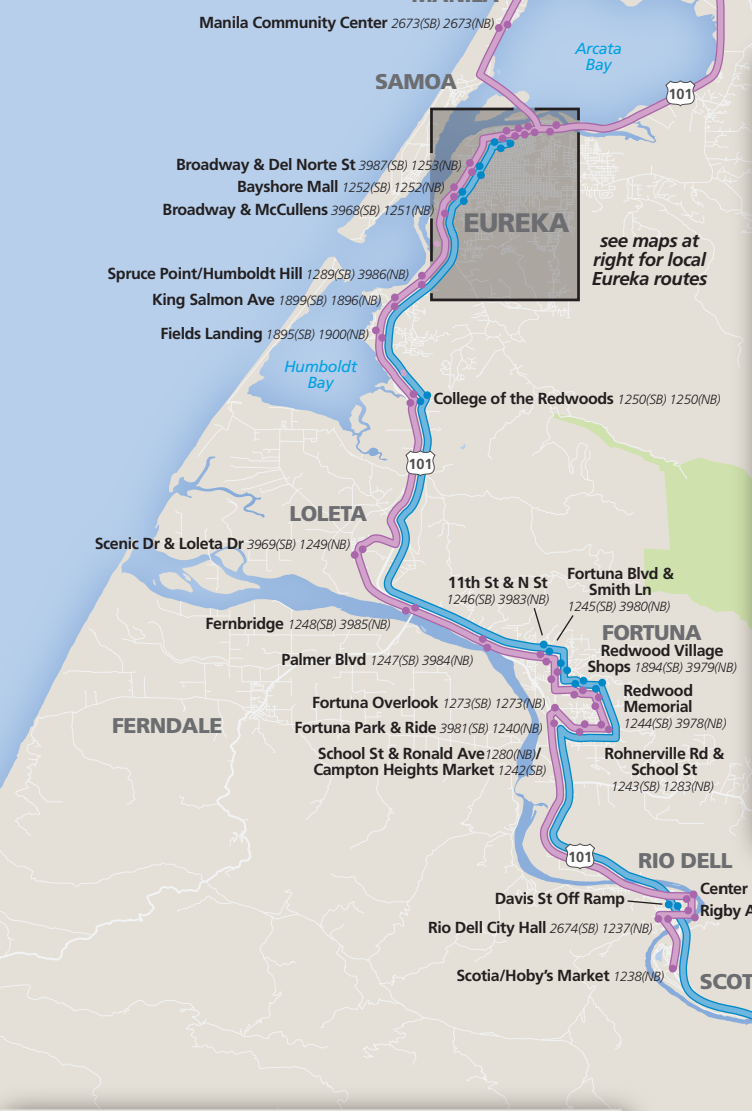 Manila Community Center 2673(SB) 2673(NB)
Arcata
Bay
SAMOA
101
Broadway & Del Norte St 3987(SB) 1253(NB)
Bayshore Mall 1252(SB) 1252(NB)
Broadway & McCullens 3968(SB) 1251(NB)
EUREKA
see maps at
right for local
Eureka routes
Spruce Point/Humboldt Hill 1289(SB) 3986(NB)
King Salmon Ave 1899(SB) 1896(NB)
Fields Landing 1895(SB) 1900(NB)
Humboldt
Bay
College of the Redwoods 1250(SB) 1250(NB)
101
LOLETA
Scenic Dr & Loleta Dr 3969(SB) 1249(NB)
11th St & N St
1246(SB) 3983(NB)
Fortuna Blvd &
Smith Ln
1245(SB) 3980(NB)
Fernbridge 1248(SB) 3985(NB)
FORTUNA
Redwood Village
Shops 1894(SB) 3979(NB)
Palmer Blvd 1247(SB) 3984(NB)
Redwood
Memorial
1244(SB) 3978(NB)
Fortuna Overlook 1273(SB) 1273(NB)
FERNDALE
Fortuna Park & Ride 3981(SB) 1240(NB)
School St & Ronald Ave1280(NB)/
Campton Heights Market 1242(SB)
Rohnerville Rd &
School St
1243(SB) 1283(NB)
101
RIO DELL
Center
Davis St Off Ramp
Rigby A
Rio Dell City Hall 2674(SB) 1237(NB)
Scotia/Hoby's Market 1238(NB)
SCOT